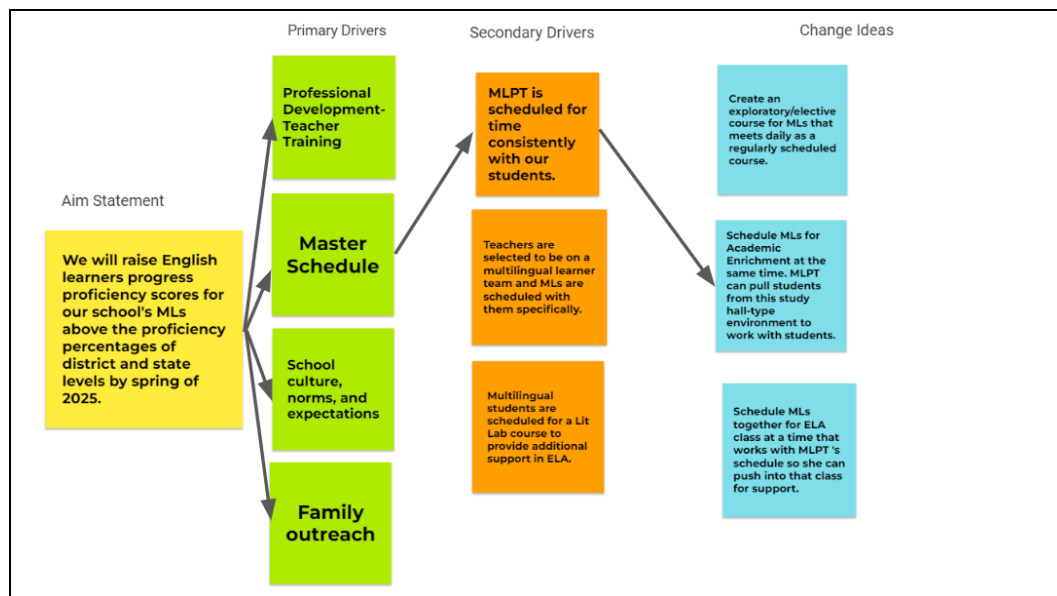 Primary Drivers
Secondary Drivers
Change Ideas
Aim Statement
We will raise English
learners progress
proficiency scores for
our school's MLs
above the proficiency
percentages of
district and state
levels by spring of
2025.
Professional
Development-
Teacher
Training
Master
Schedule
School
culture,
norms, and
expectations
Family
outreach
MLPT is
scheduled for
time
consistently
with our
students.
Teachers are
selected to be on a
multilingual learner
team and MLs are
scheduled with
them specifically.
Multilingual
students are
scheduled for a Lit
Lab course to
provide additional
support in ELA.
Create an
exploratory/elective
course for MLs that
meets daily as a
regularly scheduled
course.
Schedule MLs for
Academic
Enrichment at the
same time. MLPT
can pull students
from this study
hall-type
environment to
work with students.
Schedule MLs
together for ELA
class at a time that
works with MLPT 's
schedule so she can
push into that class
for support.